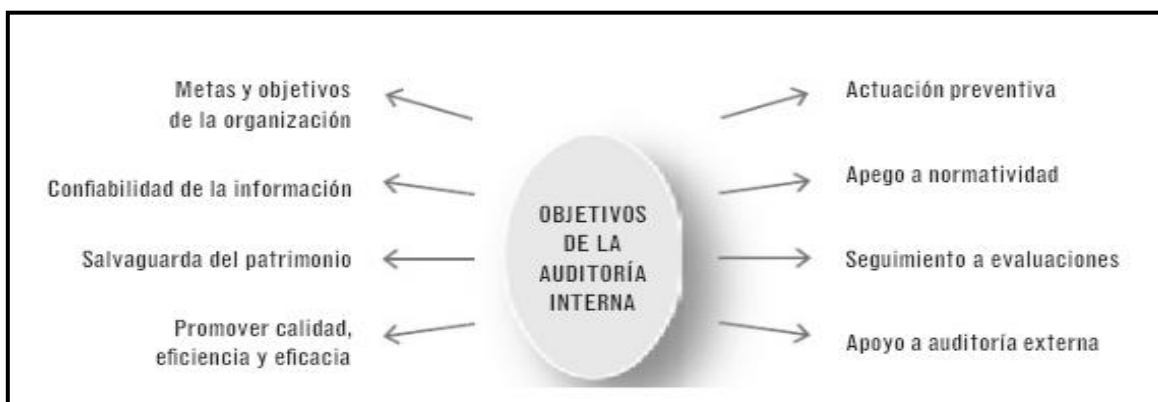 Metas y objetivos
de la organización
Confiabilidad de la información
Salvaguarda del patrimonio
Promover calidad,
eficiencia y eficacia
OBJETIVOS
DE LA
AUDITORÍA
INTERNA
Actuación preventiva
Apego a normatividad
Seguimiento a evaluaciones
Apoyo a auditoría externa